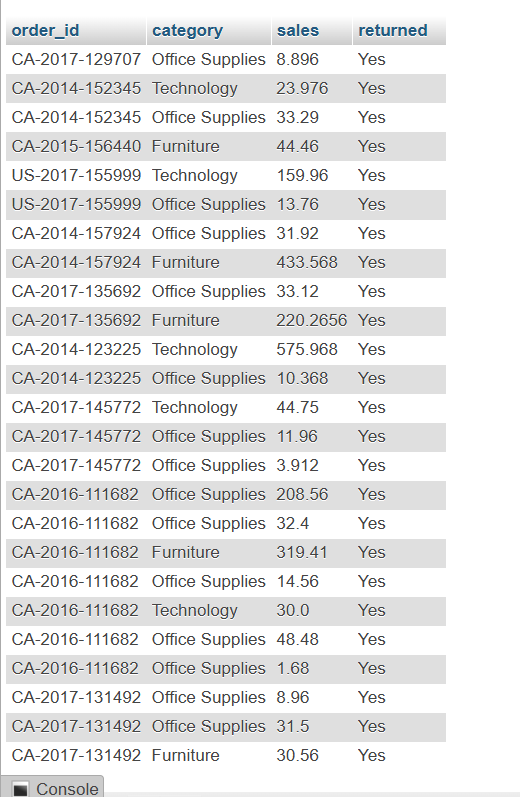 order_id category sales returned
CA-2017-129707 Office Supplies 8.896 Yes
CA-2014-152345 Technology 23.976 Yes
CA-2014-152345 Office Supplies 33.29 Yes
CA-2015-156440 Furniture 44.46 Yes
US-2017-155999 Technology 159.96 Yes
US-2017-155999 Office Supplies 13.76 Yes
CA-2014-157924 Office Supplies 31.92 Yes
CA-2014-157924 Furniture 433.568 Yes
CA-2017-135692 Office Supplies 33.12 Yes
CA-2017-135692 Furniture 220.2656 Yes
CA-2014-123225 Technology 575.968 Yes
CA-2014-123225 Office Supplies 10.368 Yes
CA-2017-145772 Technology 44.75 Yes
CA-2017-145772 Office Supplies 11.96 Yes
CA-2017-145772 Office Supplies 3.912 Yes
CA-2016-111682 Office Supplies 208.56 Yes
CA-2016-111682 Office Supplies 32.4 Yes
CA-2016-111682 Furniture 319.41 Yes
CA-2016-111682 Office Supplies 14.56 Yes
CA-2016-111682 Technology 30.0 Yes
CA-2016-111682 Office Supplies 48.48 Yes
CA-2016-111682 Office Supplies 1.68 Yes
CA-2017-131492 Office Supplies 8.96 Yes
CA-2017-131492 Office Supplies 31.5 Yes
CA-2017-131492 Furniture 30.56 Yes
Console